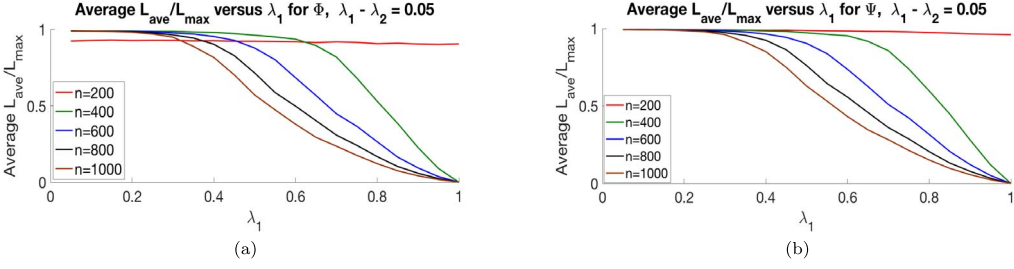 Average L_ave/L_max versus λ_1 for Φ, λ_1 - λ_2 = 0.05
Average L_ave/L_max
1
0.5
0
n=200
n=400
n=600
n=800
n=1000
0 0.2 0.4 0.6 0.8 1
λ_1
(a)
Average L_ave/L_max versus λ_1 for Ψ, λ_1 - λ_2 = 0.05
Average L_ave/L_max
1
0.5
0
n=200
n=400
n=600
n=800
n=1000
0 0.2 0.4 0.6 0.8 1
λ_1
(b)